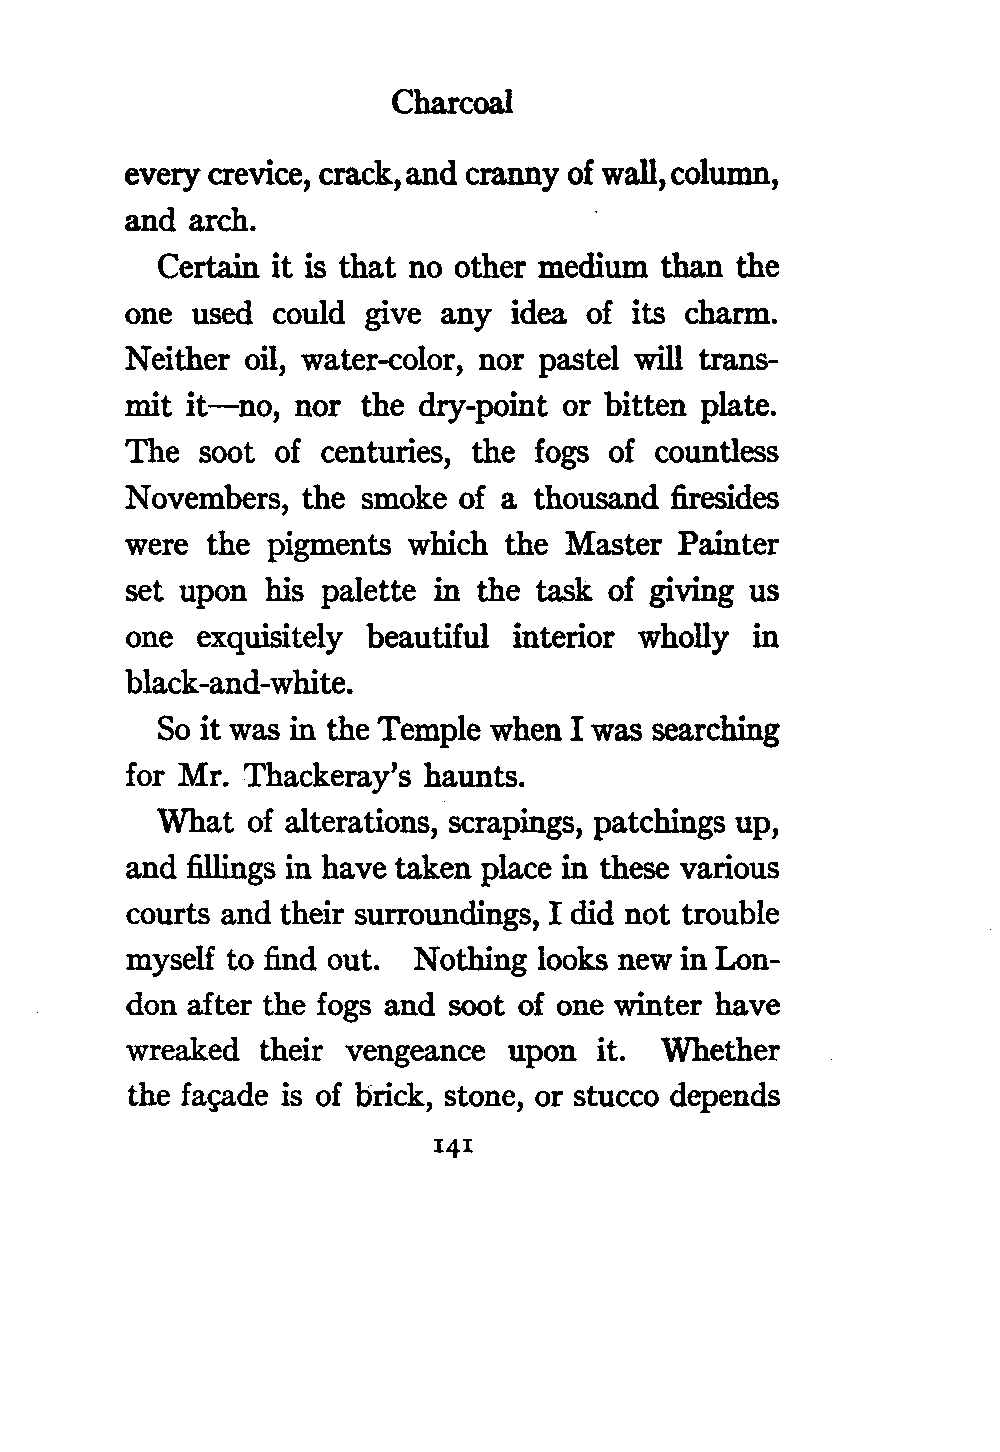 Charcoal
every crevice, crack, and cranny of wall, column,
and arch.
Certain it is that no other medium than the
one used could give any idea of its charm.
Neither oil, water-color, nor pastel will trans-
mit it—no, nor the dry-point or bitten plate.
The soot of centuries, the fogs of countless
Novembers, the smoke of a thousand firesides
were the pigments which the Master Painter
set upon his palette in the task of giving us
one exquisitely beautiful interior wholly in
black-and-white.
So it was in the Temple when I was searching
for Mr. Thackeray's haunts.
What of alterations, scrapings, patchings up,
and fillings in have taken place in these various
courts and their surroundings, I did not trouble
myself to find out. Nothing looks new in Lon-
don after the fogs and soot of one winter have
wreaked their vengeance upon it. Whether
the façade is of brick, stone, or stucco depends
141